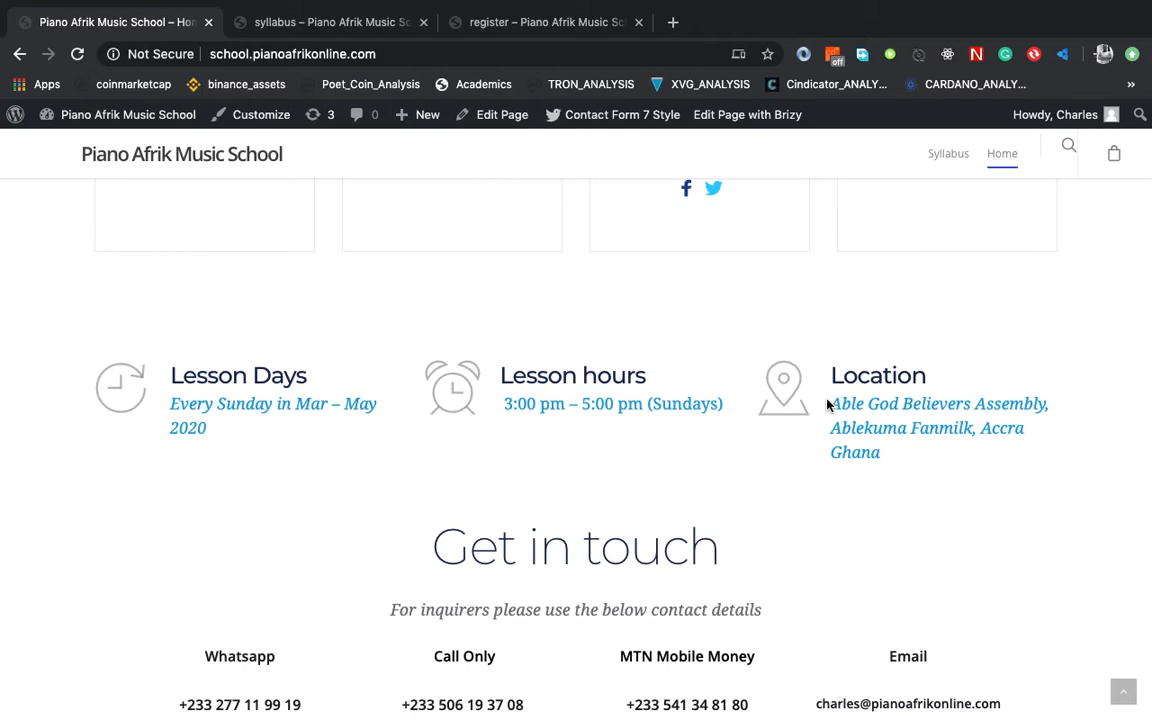 Piano Afrik Music School – Hon
syllabus – Piano Afrik Music Sc
register – Piano Afrik Music Sc
Not Secure
school.pianoafrikonline.com
off
Apps
coinmarketcap
binance_assets
Poet_Coin_Analysis
Academics
TRON_ANALYSIS
XVG_ANALYSIS
Cindicator_ANALY...
CARDANO_ANALY...
»
Piano Afrik Music School
Customize
3
0
New
Edit Page
Contact Form 7 Style
Edit Page with Brizy
Howdy, Charles
Piano Afrik Music School
Syllabus
Home
Lesson Days
Every Sunday in Mar – May
2020
Lesson hours
3:00 pm – 5:00 pm (Sundays)
Location
Able God Believers Assembly,
Ablekuma Fanmilk, Accra
Ghana
Get in touch
For inquirers please use the below contact details
Whatsapp
Call Only
MTN Mobile Money
Email
+233 277 11 99 19
+233 506 19 37 08
+233 541 34 81 80
charles@pianoafrikonline.com